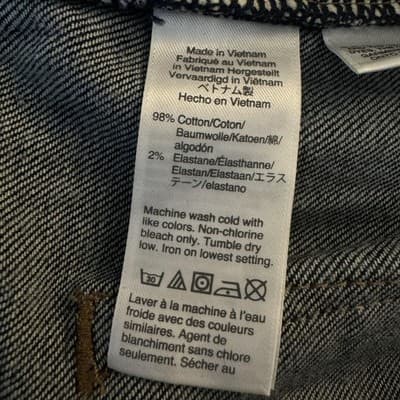 Made in Vietnam
Fabriqué au Vietnam
in Vietnam Hergestellt
Vervaardigd in Viëtnam
ベトナム製
Hecho en Vietnam
98% Cotton/Coton/
Baumwolle/Katoen/綿/
algodón
2% Elastane/Élasthanne/
Elastan/Elastaan/エラス
テーン/elastano
Machine wash cold with
like colors. Non-chlorine
bleach only. Tumble dry
low. Iron on lowest setting.
30
Laver à la machine à l'eau
froide avec des couleurs
similaires. Agent de
blanchiment sans chlore
seulement. Sécher au